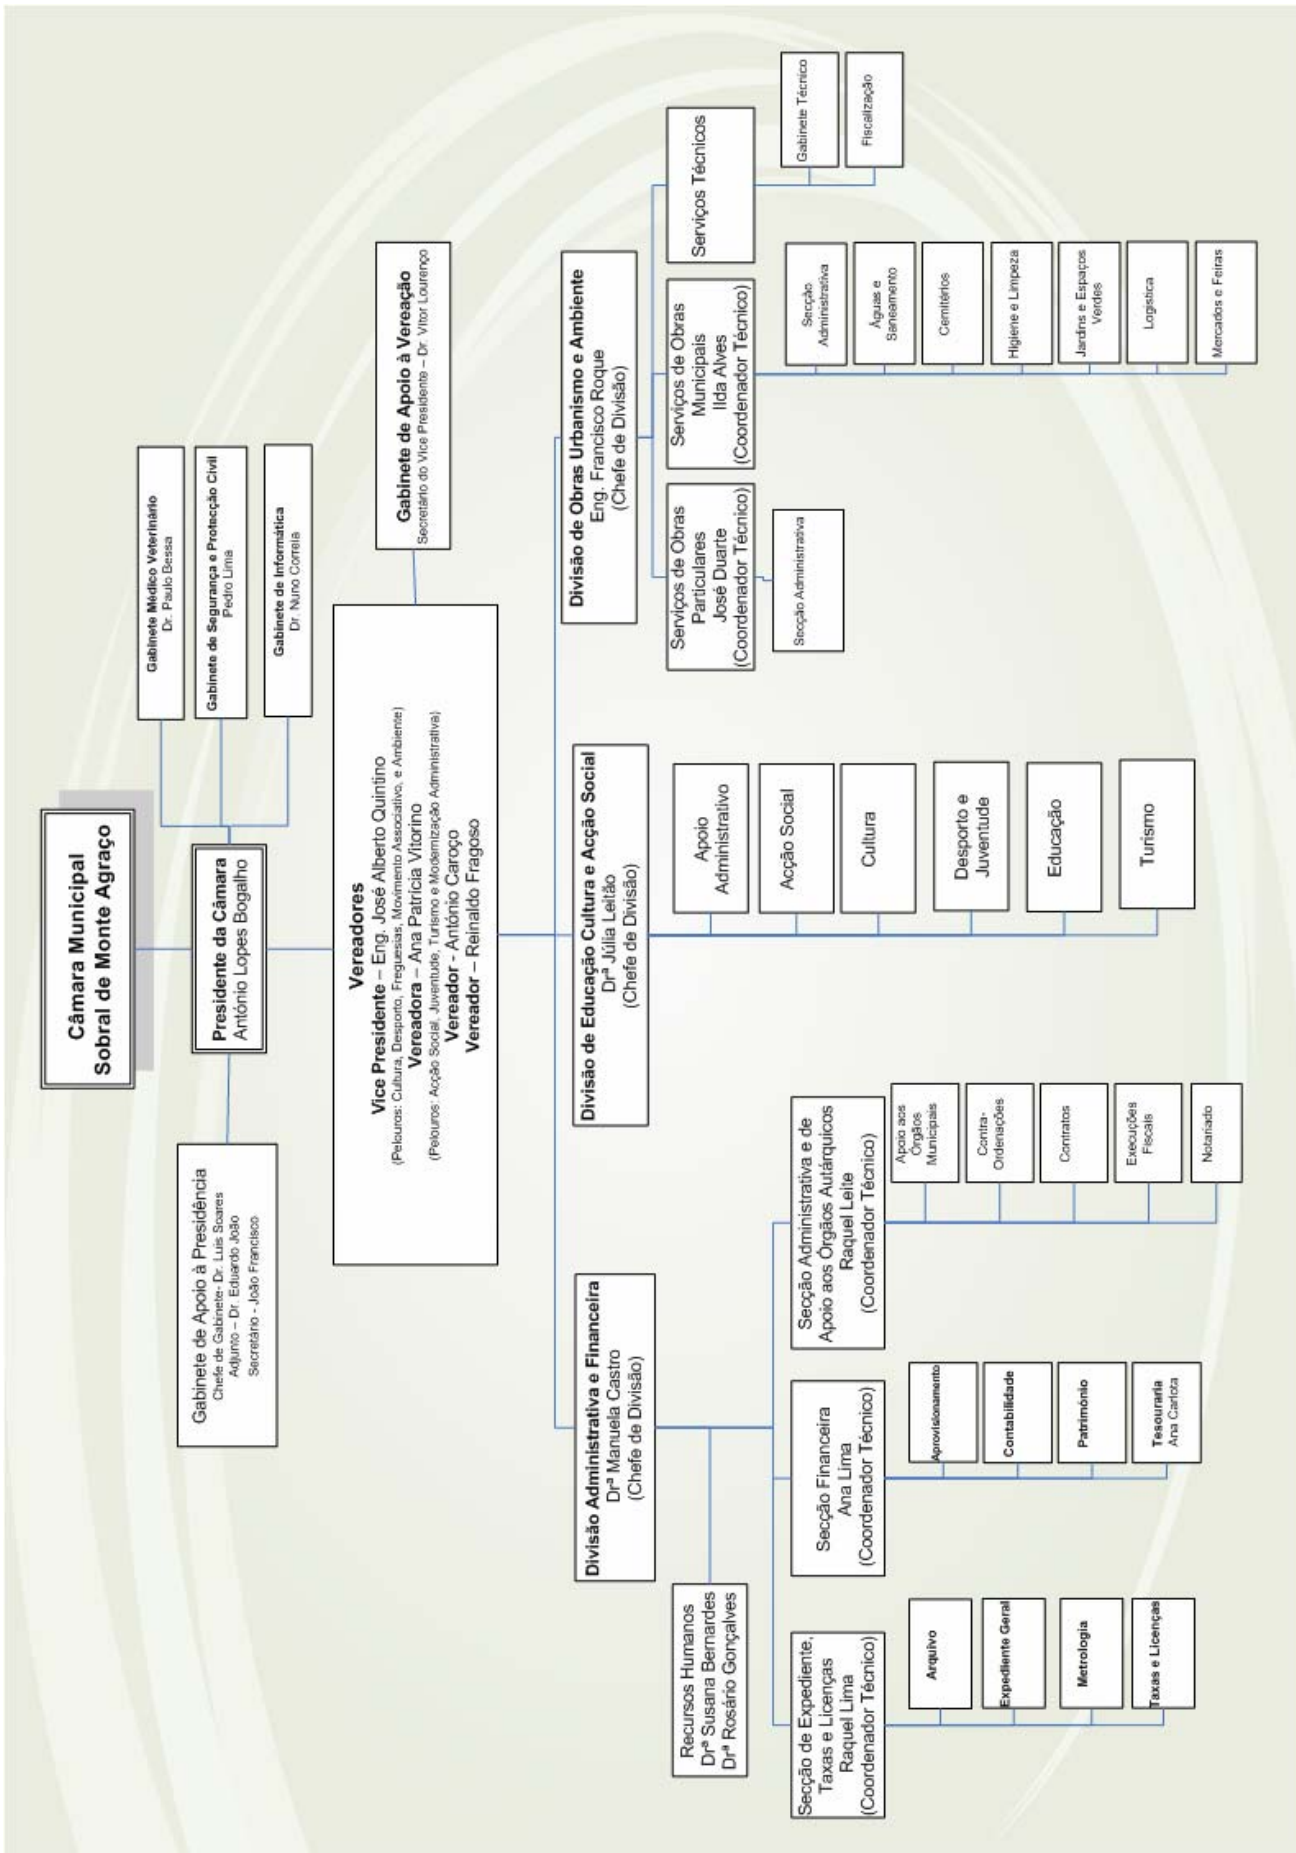 Câmara Municipal
Sobral de Monte Agraço
Presidente da Câmara
António Lopes Bogalho
Gabinete de Apoio à Presidência
Chefe de Gabinete- Dr. Luis Soares
Adjunto – Dr. Eduardo João
Secretário - João Francisco
Gabinete Médico Veterinário
Dr. Paulo Bessa
Gabinete de Segurança e Protecção Civil
Pedro Lima
Gabinete de Informática
Dr. Nuno Correia
Vereadores
Vice Presidente – Eng. José Alberto Quintino
(Pelouros: Cultura, Desporto, Freguesias, Movimento Associativo, e Ambiente)
Vereadora – Ana Patrícia Vitorino
(Pelouros: Acção Social, Juventude, Turismo e Modernização Administrativa)
Vereador - António Caroço
Vereador – Reinaldo Fragoso
Gabinete de Apoio à Vereação
Secretário do Vice Presidente – Dr. Vítor Lourenço
Divisão Administrativa e Financeira
Drª Manuela Castro
(Chefe de Divisão)
Recursos Humanos
Drª Susana Bernardes
Drª Rosário Gonçalves
Secção de Expediente,
Taxas e Licenças
Raquel Lima
(Coordenador Técnico)
Arquivo
Expediente Geral
Metrologia
Taxas e Licenças
Secção Financeira
Ana Lima
(Coordenador Técnico)
Aprovisionamento
Contabilidade
Património
Tesouraria
Ana Carlota
Secção Administrativa e de
Apoio aos Órgãos Autárquicos
Raquel Leite
(Coordenador Técnico)
Apoio aos
Órgãos
Municipais
Contra-
Ordenações
Contratos
Execuções
Fiscais
Notariado
Divisão de Educação Cultura e Acção Social
Drª Júlia Leitão
(Chefe de Divisão)
Apoio
Administrativo
Acção Social
Cultura
Desporto e
Juventude
Educação
Turismo
Divisão de Obras Urbanismo e Ambiente
Eng. Francisco Roque
(Chefe de Divisão)
Serviços de Obras
Particulares
José Duarte
(Coordenador Técnico)
Secção Administrativa
Serviços de Obras
Municipais
Ilda Alves
(Coordenador Técnico)
Secção
Administrativa
Águas e
Saneamento
Cemitérios
Higiene e Limpeza
Jardins e Espaços
Verdes
Logistica
Mercados e Feiras
Serviços Técnicos
Gabinete Técnico
Fiscalização